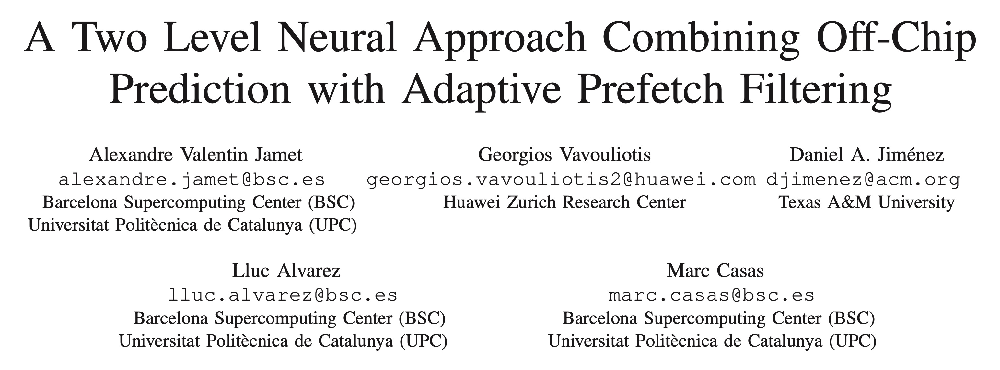 A Two Level Neural Approach Combining Off-Chip
Prediction with Adaptive Prefetch Filtering
Alexandre Valentin Jamet
alexandre.jamet@bsc.es
Barcelona Supercomputing Center (BSC)
Universitat Politècnica de Catalunya (UPC)
Georgios Vavouliotis
georgios.vavouliotis2@huawei.com
Huawei Zurich Research Center
Daniel A. Jiménez
djimenez@acm.org
Texas A&M University
Lluc Alvarez
lluc.alvarez@bsc.es
Barcelona Supercomputing Center (BSC)
Universitat Politècnica de Catalunya (UPC)
Marc Casas
marc.casas@bsc.es
Barcelona Supercomputing Center (BSC)
Universitat Politècnica de Catalunya (UPC)